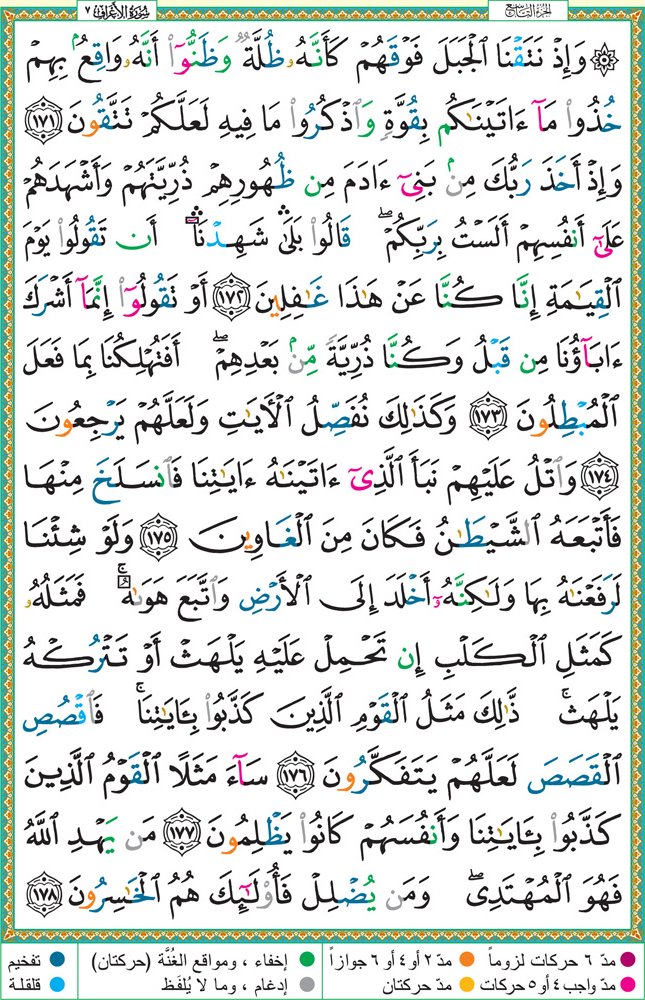 سُورَةُ الأَعْرَافِ ٧
الجزء التاسع
۞ وَإِذْ نَتَقْنَا ٱلْجَبَلَ فَوْقَهُمْ كَأَنَّهُۥ ظُلَّةٌ وَظَنُّوٓا۟ أَنَّهُۥ وَاقِعٌۢ بِهِمْ
خُذُوا۟ مَآ ءَاتَيْنَٰكُم بِقُوَّةٍ وَٱذْكُرُوا۟ مَا فِيهِ لَعَلَّكُمْ تَتَّقُونَ ١٧١
وَإِذْ أَخَذَ رَبُّكَ مِنۢ بَنِىٓ ءَادَمَ مِن ظُهُورِهِمْ ذُرِّيَّتَهُمْ وَأَشْهَدَهُمْ
عَلَىٰٓ أَنفُسِهِمْ أَلَسْتُ بِرَبِّكُمْ ۖ قَالُوا۟ بَلَىٰ ۛ شَهِدْنَآ ۛ أَن تَقُولُوا۟ يَوْمَ
ٱلْقِيَٰمَةِ إِنَّا كُنَّا عَنْ هَٰذَا غَٰفِلِينَ ١٧٢ أَوْ تَقُولُوٓا۟ إِنَّمَآ أَشْرَكَ
ءَابَآؤُنَا مِن قَبْلُ وَكُنَّا ذُرِّيَّةً مِّنۢ بَعْدِهِمْ ۖ أَفَتُهْلِكُنَا بِمَا فَعَلَ
ٱلْمُبْطِلُونَ ١٧٣ وَكَذَٰلِكَ نُفَصِّلُ ٱلْءَايَٰتِ وَلَعَلَّهُمْ يَرْجِعُونَ
١٧٤ وَٱتْلُ عَلَيْهِمْ نَبَأَ ٱلَّذِىٓ ءَاتَيْنَٰهُ ءَايَٰتِنَا فَٱنسَلَخَ مِنْهَا
فَأَتْبَعَهُ ٱلشَّيْطَٰنُ فَكَانَ مِنَ ٱلْغَاوِينَ ١٧٥ وَلَوْ شِئْنَا
لَرَفَعْنَٰهُ بِهَا وَلَٰكِنَّهُۥٓ أَخْلَدَ إِلَى ٱلْأَرْضِ وَٱتَّبَعَ هَوَىٰهُ ۚ فَمَثَلُهُۥ
كَمَثَلِ ٱلْكَلْبِ إِن تَحْمِلْ عَلَيْهِ يَلْهَثْ أَوْ تَتْرُكْهُ
يَلْهَث ۚ ذَّٰلِكَ مَثَلُ ٱلْقَوْمِ ٱلَّذِينَ كَذَّبُوا۟ بِـَٔايَٰتِنَا ۚ فَٱقْصُصِ
ٱلْقَصَصَ لَعَلَّهُمْ يَتَفَكَّرُونَ ١٧٦ سَآءَ مَثَلًا ٱلْقَوْمُ ٱلَّذِينَ
كَذَّبُوا۟ بِـَٔايَٰتِنَا وَأَنفُسَهُمْ كَانُوا۟ يَظْلِمُونَ ١٧٧ مَن يَهْدِ ٱللَّهُ
فَهُوَ ٱلْمُهْتَدِى ۖ وَمَن يُضْلِلْ فَأُو۟لَٰٓئِكَ هُمُ ٱلْخَٰسِرُونَ ١٧٨
مدّ ٦ حركات لزوماً مدّ ٢ أو ٤ أو ٦ جوازاً إخفاء ، ومواقع الغُنَّة (حركتان) تفخيم
مدّ واجب ٤ أو ٥ حركات مدّ حركتان إدغام ، وما لا يُلفَظ قلقلة